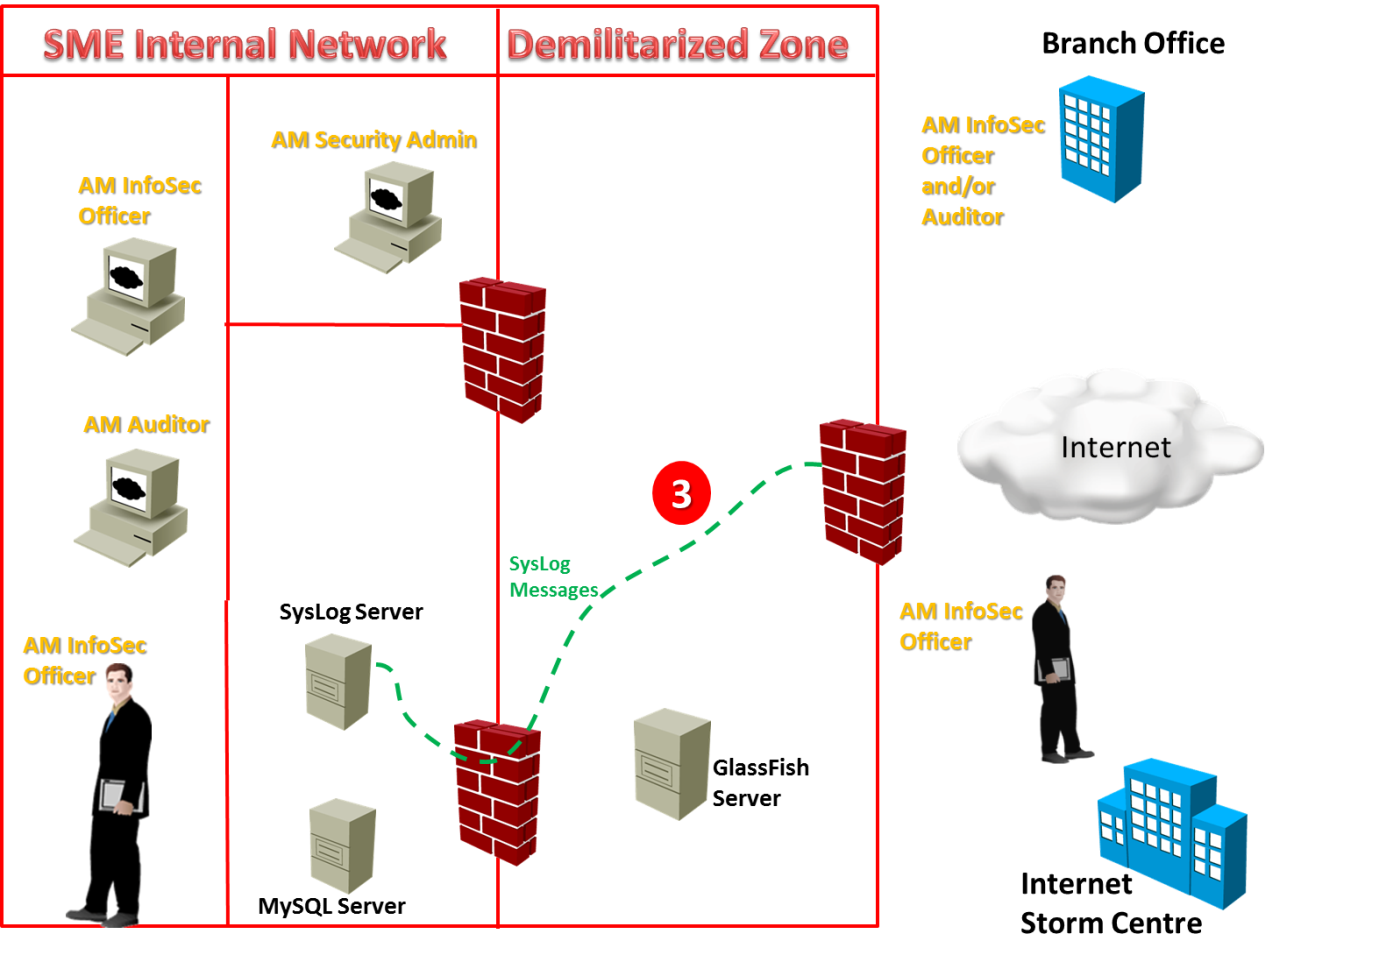 SME Internal Network
Demilitarized Zone
Branch Office
AM Security Admin
AM InfoSec
Officer
and/or
Auditor
AM InfoSec
Officer
AM Auditor
Internet
3
SysLog
Messages
SysLog Server
AM InfoSec
Officer
AM InfoSec
Officer
GlassFish
Server
MySQL Server
Internet
Storm Centre